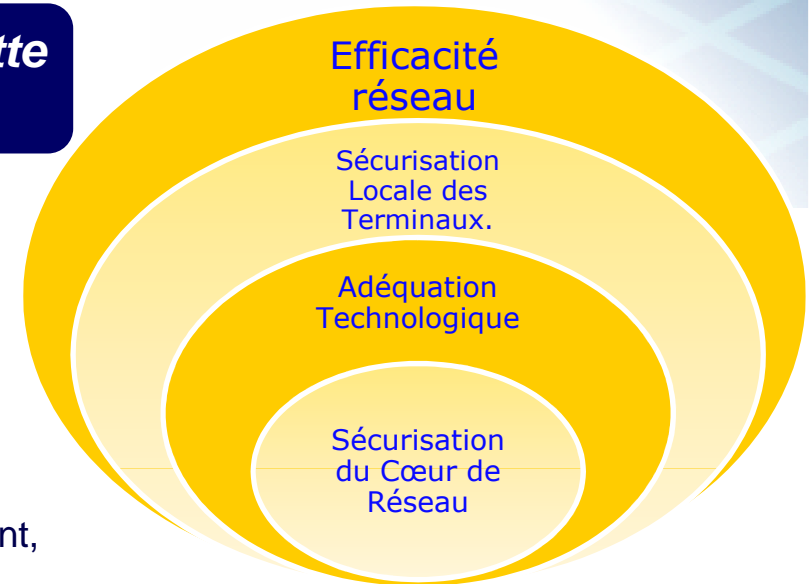 tte
Efficacité
réseau
Sécurisation
Locale des
Terminaux.
Adéquation
Technologique
Sécurisation
du Cœur de
Réseau
nt,